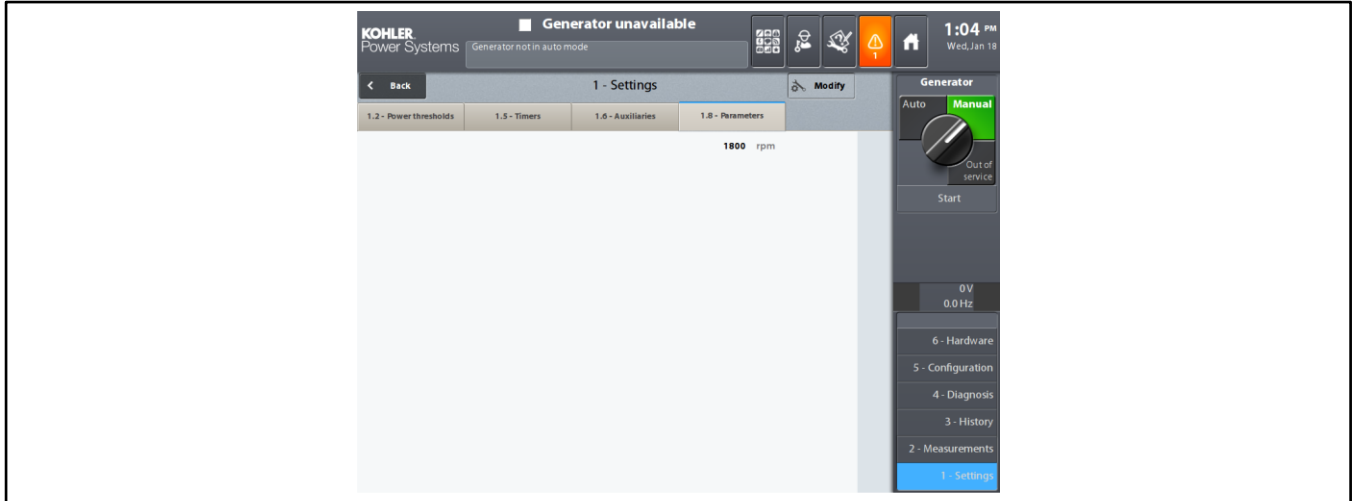 KOHLER
Power Systems
Generator unavailable
Generator not in auto mode
1
1:04 PM
Wed, Jan 18
Back
1 - Settings
Modify
1.2 - Power thresholds
1.5 - Timers
1.6 - Auxiliaries
1.8 - Parameters
1800 rpm
Generator
Auto
Manual
Out of
service
Start
0 V
0.0 Hz
6 - Hardware
5 - Configuration
4 - Diagnosis
3 - History
2 - Measurements
1 - Settings